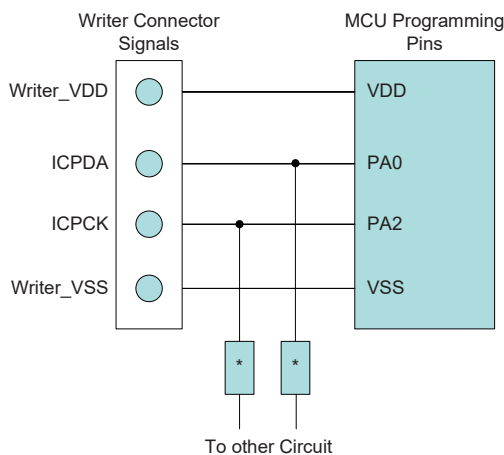 Writer Connector
Signals
MCU Programming
Pins
Writer_VDD
VDD
ICPDA
PA0
ICPCK
PA2
Writer_VSS
VSS
*
*
To other Circuit